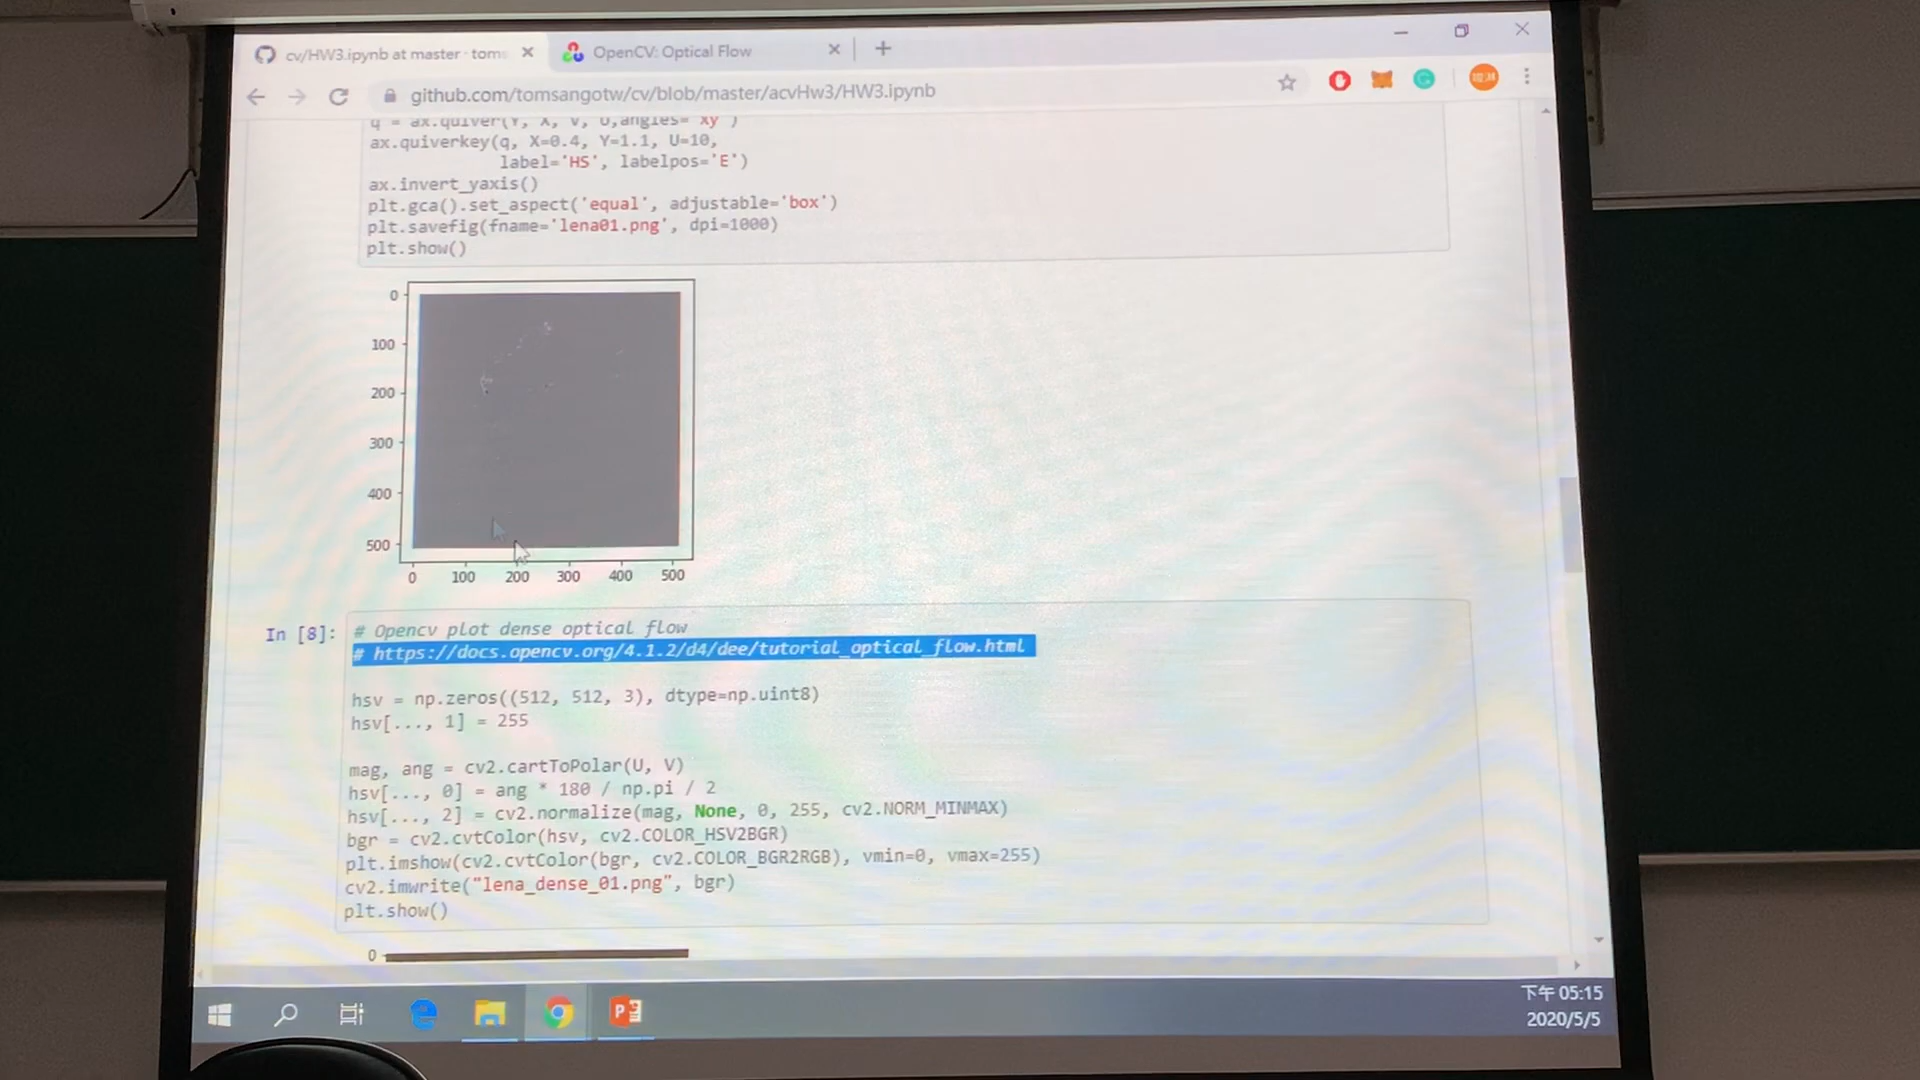 cv/HW3.ipynb at master · toms
OpenCV: Optical Flow
github.com/tomsangotw/cv/blob/master/acvHw3/HW3.ipynb
q = ax.quiver(Y, X, V, U,angles='xy')
ax.quiverkey(q, X=0.4, Y=1.1, U=10,
label='HS', labelpos='E')
ax.invert_yaxis()
plt.gca().set_aspect('equal', adjustable='box')
plt.savefig(fname='lena01.png', dpi=1000)
plt.show()
0
100
200
300
400
500
0 100 200 300 400 500
In [8]:
# Opencv plot dense optical flow
# https://docs.opencv.org/4.1.2/d4/dee/tutorial_optical_flow.html
hsv = np.zeros((512, 512, 3), dtype=np.uint8)
hsv[..., 1] = 255
mag, ang = cv2.cartToPolar(U, V)
hsv[..., 0] = ang * 180 / np.pi / 2
hsv[..., 2] = cv2.normalize(mag, None, 0, 255, cv2.NORM_MINMAX)
bgr = cv2.cvtColor(hsv, cv2.COLOR_HSV2BGR)
plt.imshow(cv2.cvtColor(bgr, cv2.COLOR_BGR2RGB), vmin=0, vmax=255)
cv2.imwrite("lena_dense_01.png", bgr)
plt.show()
0
下午 05:15
2020/5/5